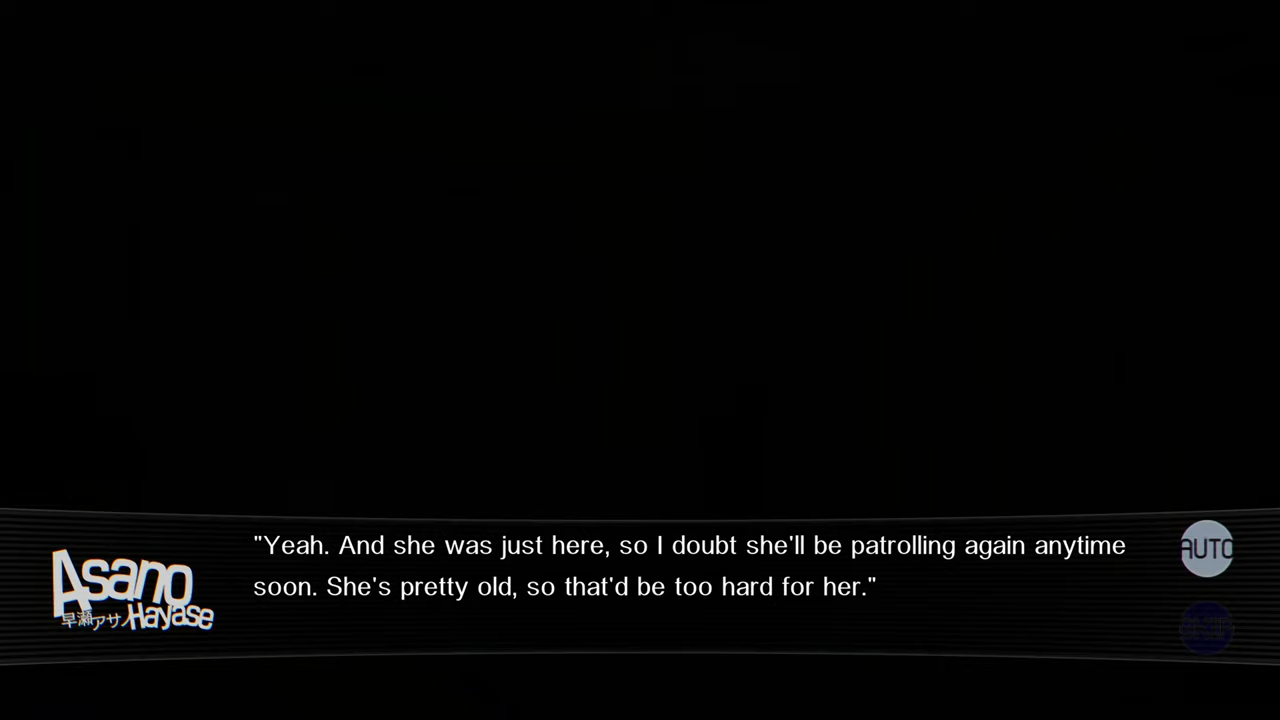 "Yeah. And she was just here, so I doubt she'll be patrolling again anytime
soon. She's pretty old, so that'd be too hard for her."
Asano
早瀬アサノ Hayase
AUTO
SKIP